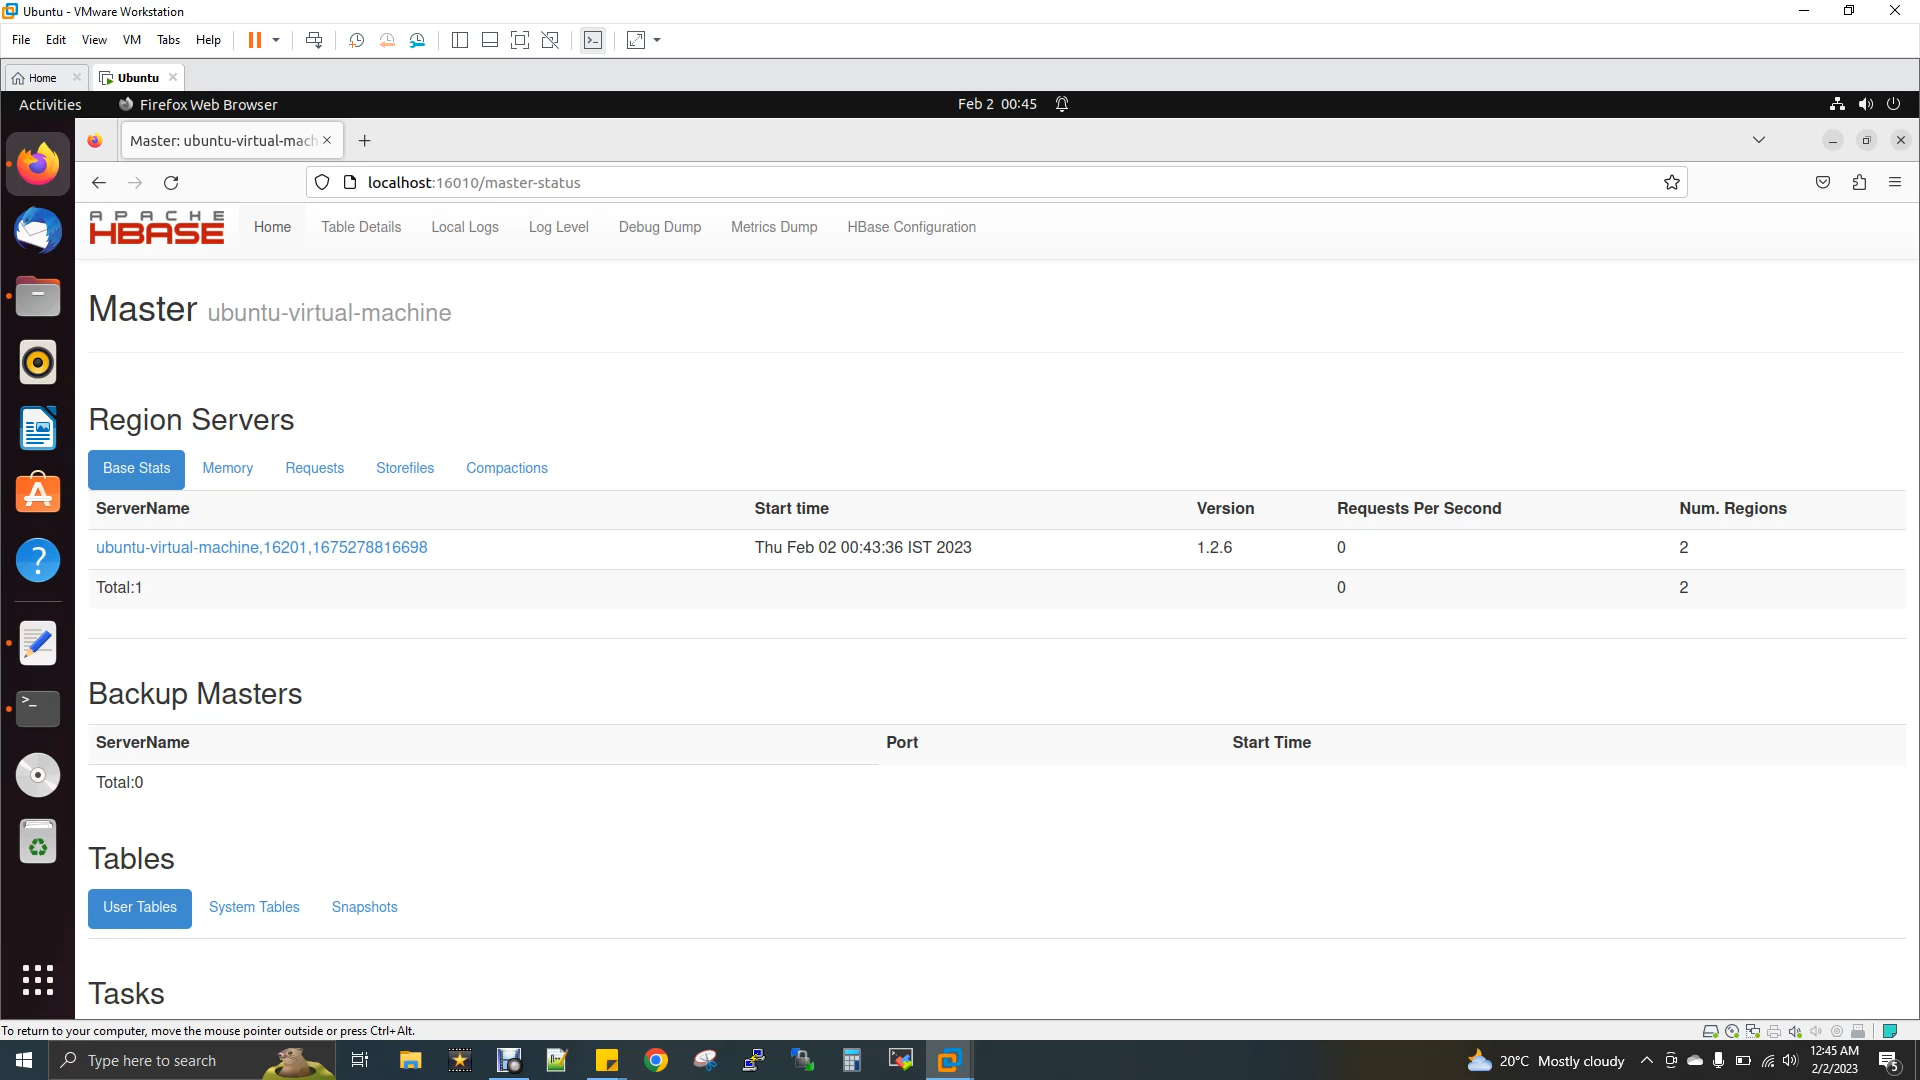 Ubuntu - VMware Workstation
File Edit View VM Tabs Help
Home Ubuntu
Activities Firefox Web Browser Feb 2 00:45
Master: ubuntu-virtual-mach
localhost:16010/master-status
APACHE
HBASE
Home Table Details Local Logs Log Level Debug Dump Metrics Dump HBase Configuration
Master ubuntu-virtual-machine
Region Servers
Base Stats Memory Requests Storefiles Compactions
ServerName Start time Version Requests Per Second Num. Regions
ubuntu-virtual-machine,16201,1675278816698 Thu Feb 02 00:43:36 IST 2023 1.2.6 0 2
Total:1 0 2
Backup Masters
ServerName Port Start Time
Total:0
Tables
User Tables System Tables Snapshots
Tasks
To return to your computer, move the mouse pointer outside or press Ctrl+Alt.
Type here to search
20°C Mostly cloudy
12:45 AM
2/2/2023
5